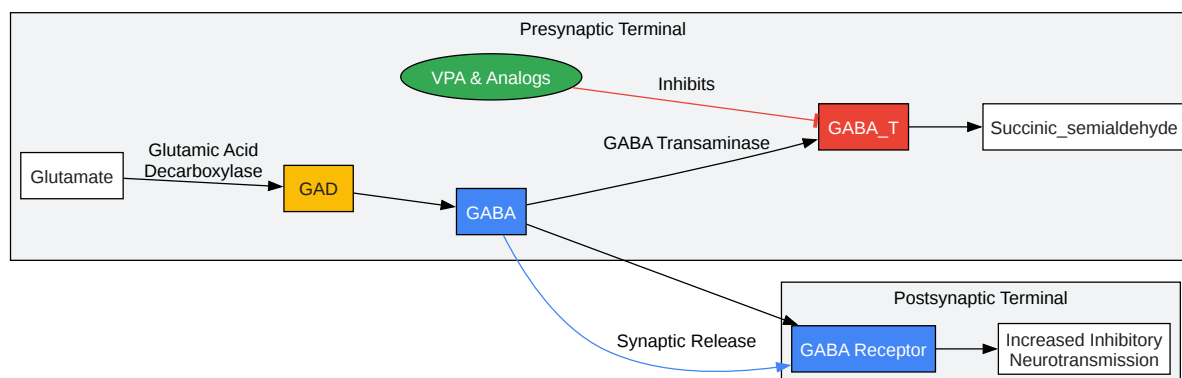 Presynaptic Terminal
VPA & Analogs
Inhibits
GABA_T
Succinic_semialdehyde
GABA Transaminase
Glutamic Acid
Decarboxylase
Glutamate
GAD
GABA
Postsynaptic Terminal
Synaptic Release
GABA Receptor
Increased Inhibitory
Neurotransmission